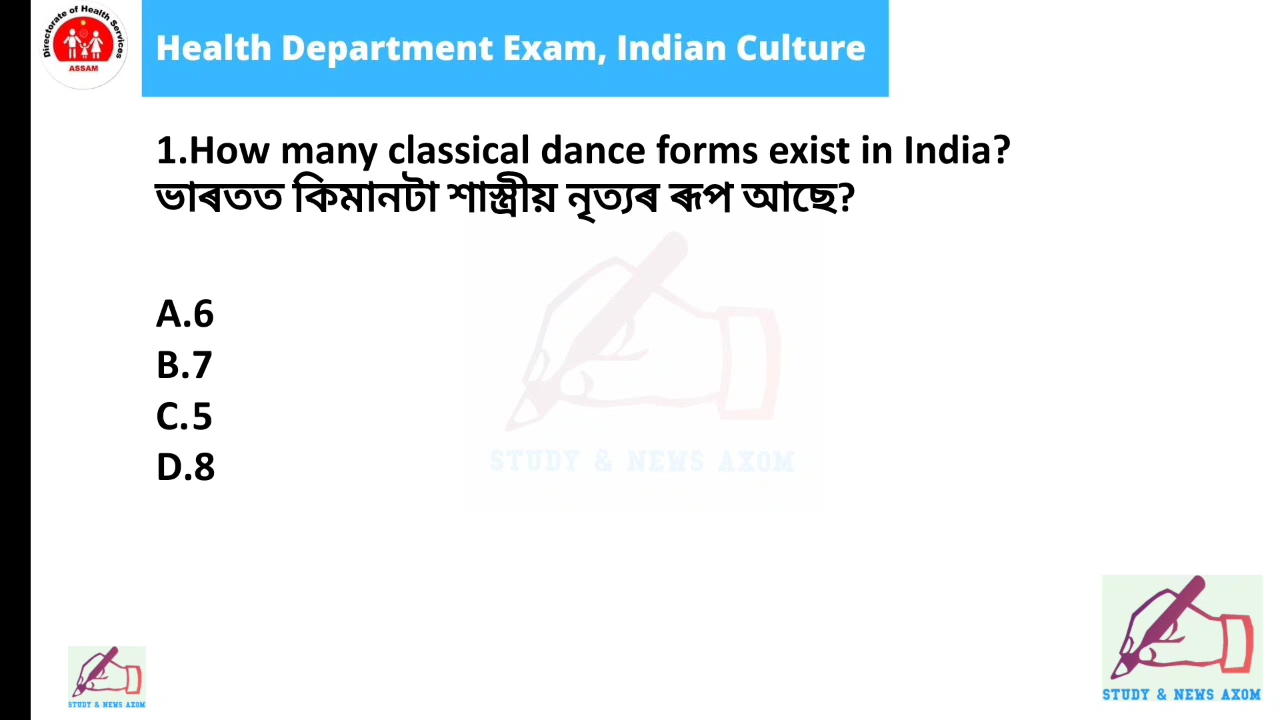 Directorate of Health Services
ASSAM
Health Department Exam, Indian Culture
1.How many classical dance forms exist in India?
ভাৰতত কিমানটা শাস্ত্ৰীয় নৃত্যৰ ৰূপ আছে?
A.6
B.7
C.5
D.8
STUDY & NEWS AXOM
STUDY & NEWS AXOM
STUDY & NEWS AXOM